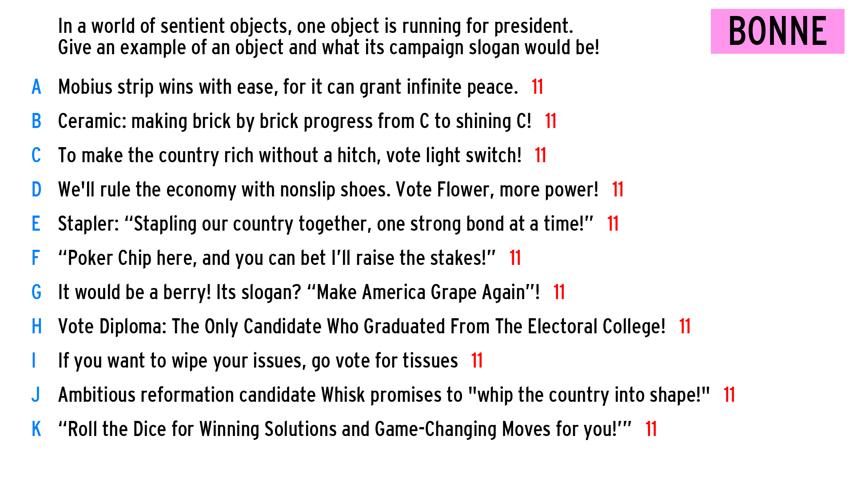 In a world of sentient objects, one object is running for president.
Give an example of an object and what its campaign slogan would be!
BONNE
A Mobius strip wins with ease, for it can grant infinite peace. 11
B Ceramic: making brick by brick progress from C to shining C! 11
C To make the country rich without a hitch, vote light switch! 11
D We'll rule the economy with nonslip shoes. Vote Flower, more power! 11
E Stapler: “Stapling our country together, one strong bond at a time!” 11
F “Poker Chip here, and you can bet I’ll raise the stakes!” 11
G It would be a berry! Its slogan? “Make America Grape Again”! 11
H Vote Diploma: The Only Candidate Who Graduated From The Electoral College! 11
I If you want to wipe your issues, go vote for tissues 11
J Ambitious reformation candidate Whisk promises to "whip the country into shape!" 11
K “Roll the Dice for Winning Solutions and Game-Changing Moves for you!’” 11